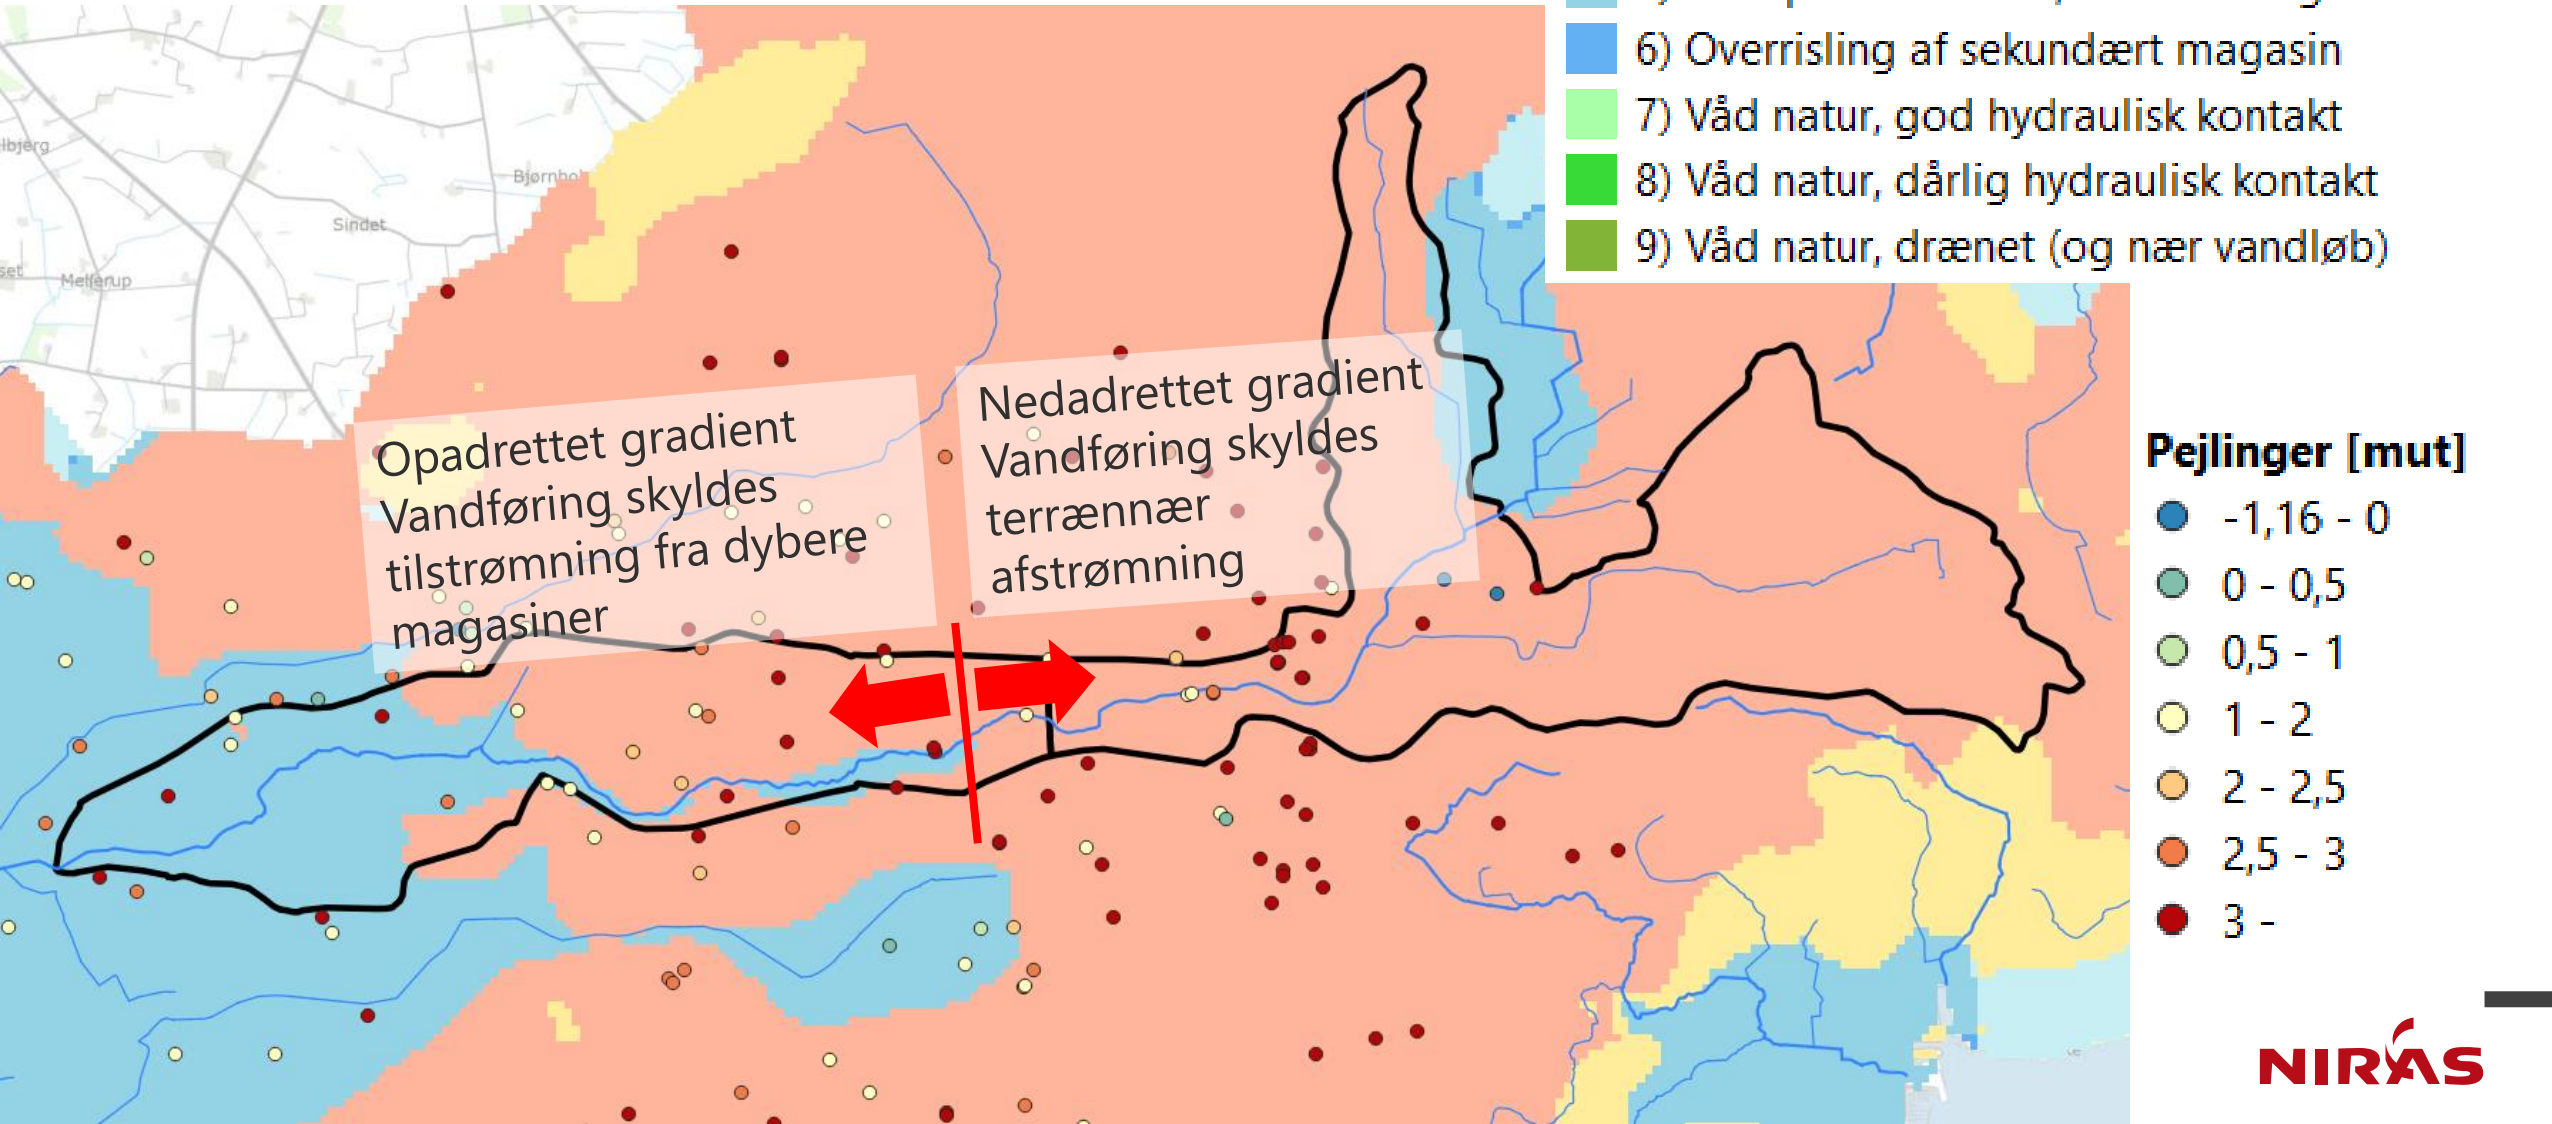 6) Overrisling af sekundært magasin
7) Våd natur, god hydraulisk kontakt
8) Våd natur, dårlig hydraulisk kontakt
9) Våd natur, drænet (og nær vandløb)
lbjerg
Bjørnho
Sindet
set
Mellerup
Opadrettet gradient
Vandføring skyldes
tilstrømning fra dybere
magasiner
Nedadrettet gradient
Vandføring skyldes
terrænnær
afstrømning
Pejlinger [mut]
-1,16 - 0
0 - 0,5
0,5 - 1
1 - 2
2 - 2,5
2,5 - 3
3 -
NIRAS